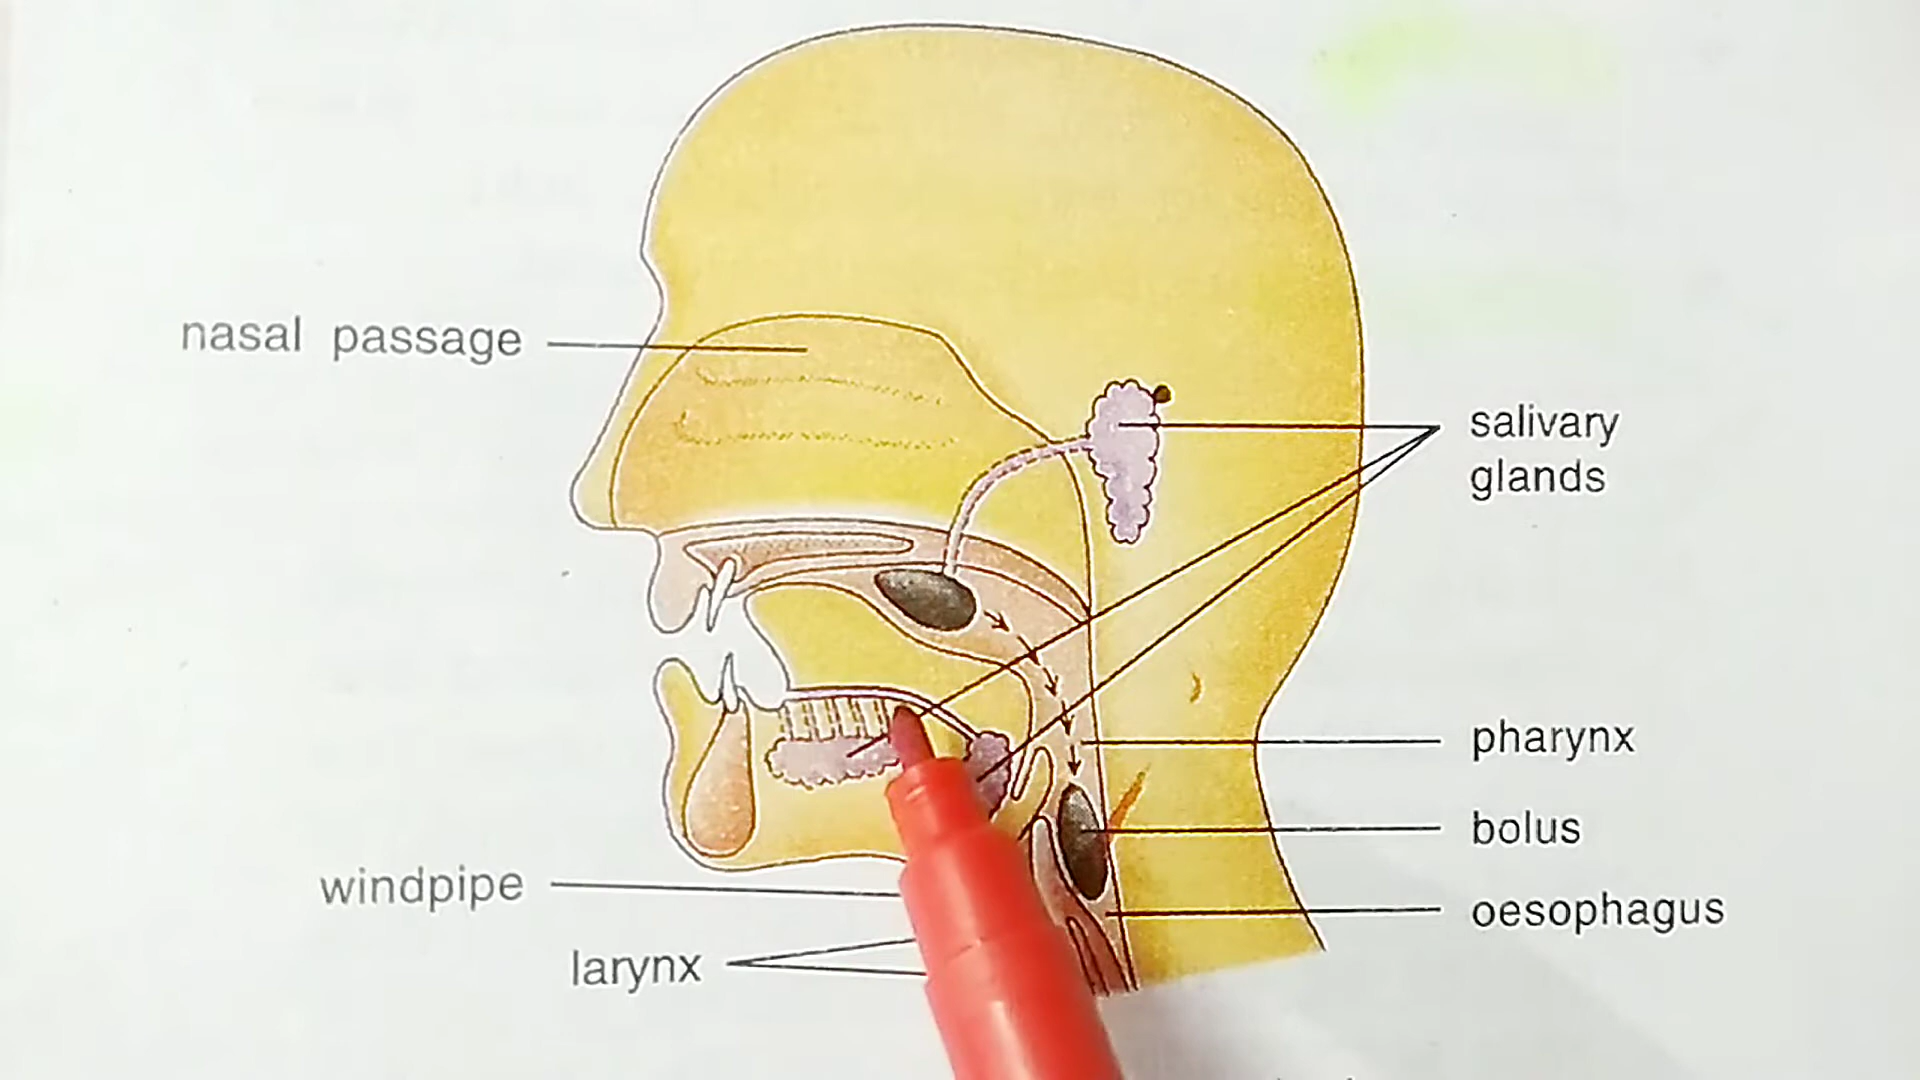 nasal passage
salivary
glands
pharynx
bolus
windpipe
oesophagus
larynx